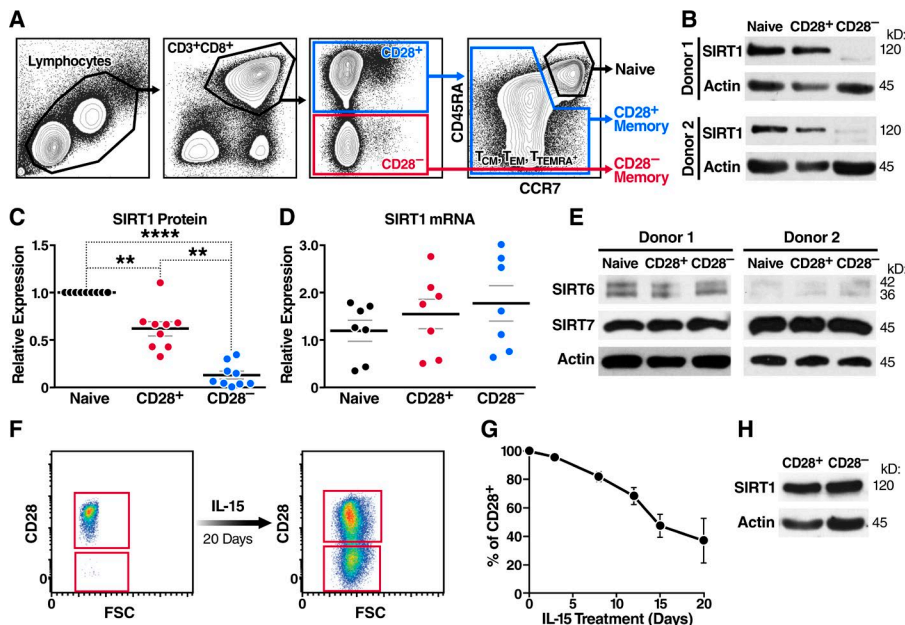 A
Lymphocytes
CD3⁺CD8⁺
CD28⁺
CD28⁻
CD45RA
CCR7
T_CM, T_EM, T_TEMRA⁺
Naive
CD28+
Memory
CD28⁻
Memory
B
Naive CD28+ CD28⁻
kD:
Donor 1
SIRT1 120
Actin 45
Donor 2
SIRT1 120
Actin 45
C
SIRT1 Protein
Relative Expression
1.5
1.0
0.5
0
****
** **
Naive CD28+ CD28⁻
D
SIRT1 mRNA
Relative Expression
3.0
2.0
1.0
0
Naive CD28+ CD28⁻
E
Donor 1 Donor 2
Naive CD28⁺ CD28⁻ Naive CD28⁺ CD28⁻
kD:
SIRT6 42
36
SIRT7 45
Actin 45
F
CD28
0
0
FSC
IL-15
20 Days
CD28
0
0
FSC
G
% of CD28⁺
100
80
60
40
20
0
0 5 10 15 20
IL-15 Treatment (Days)
H
CD28⁺ CD28⁻
kD:
SIRT1 120
Actin 45